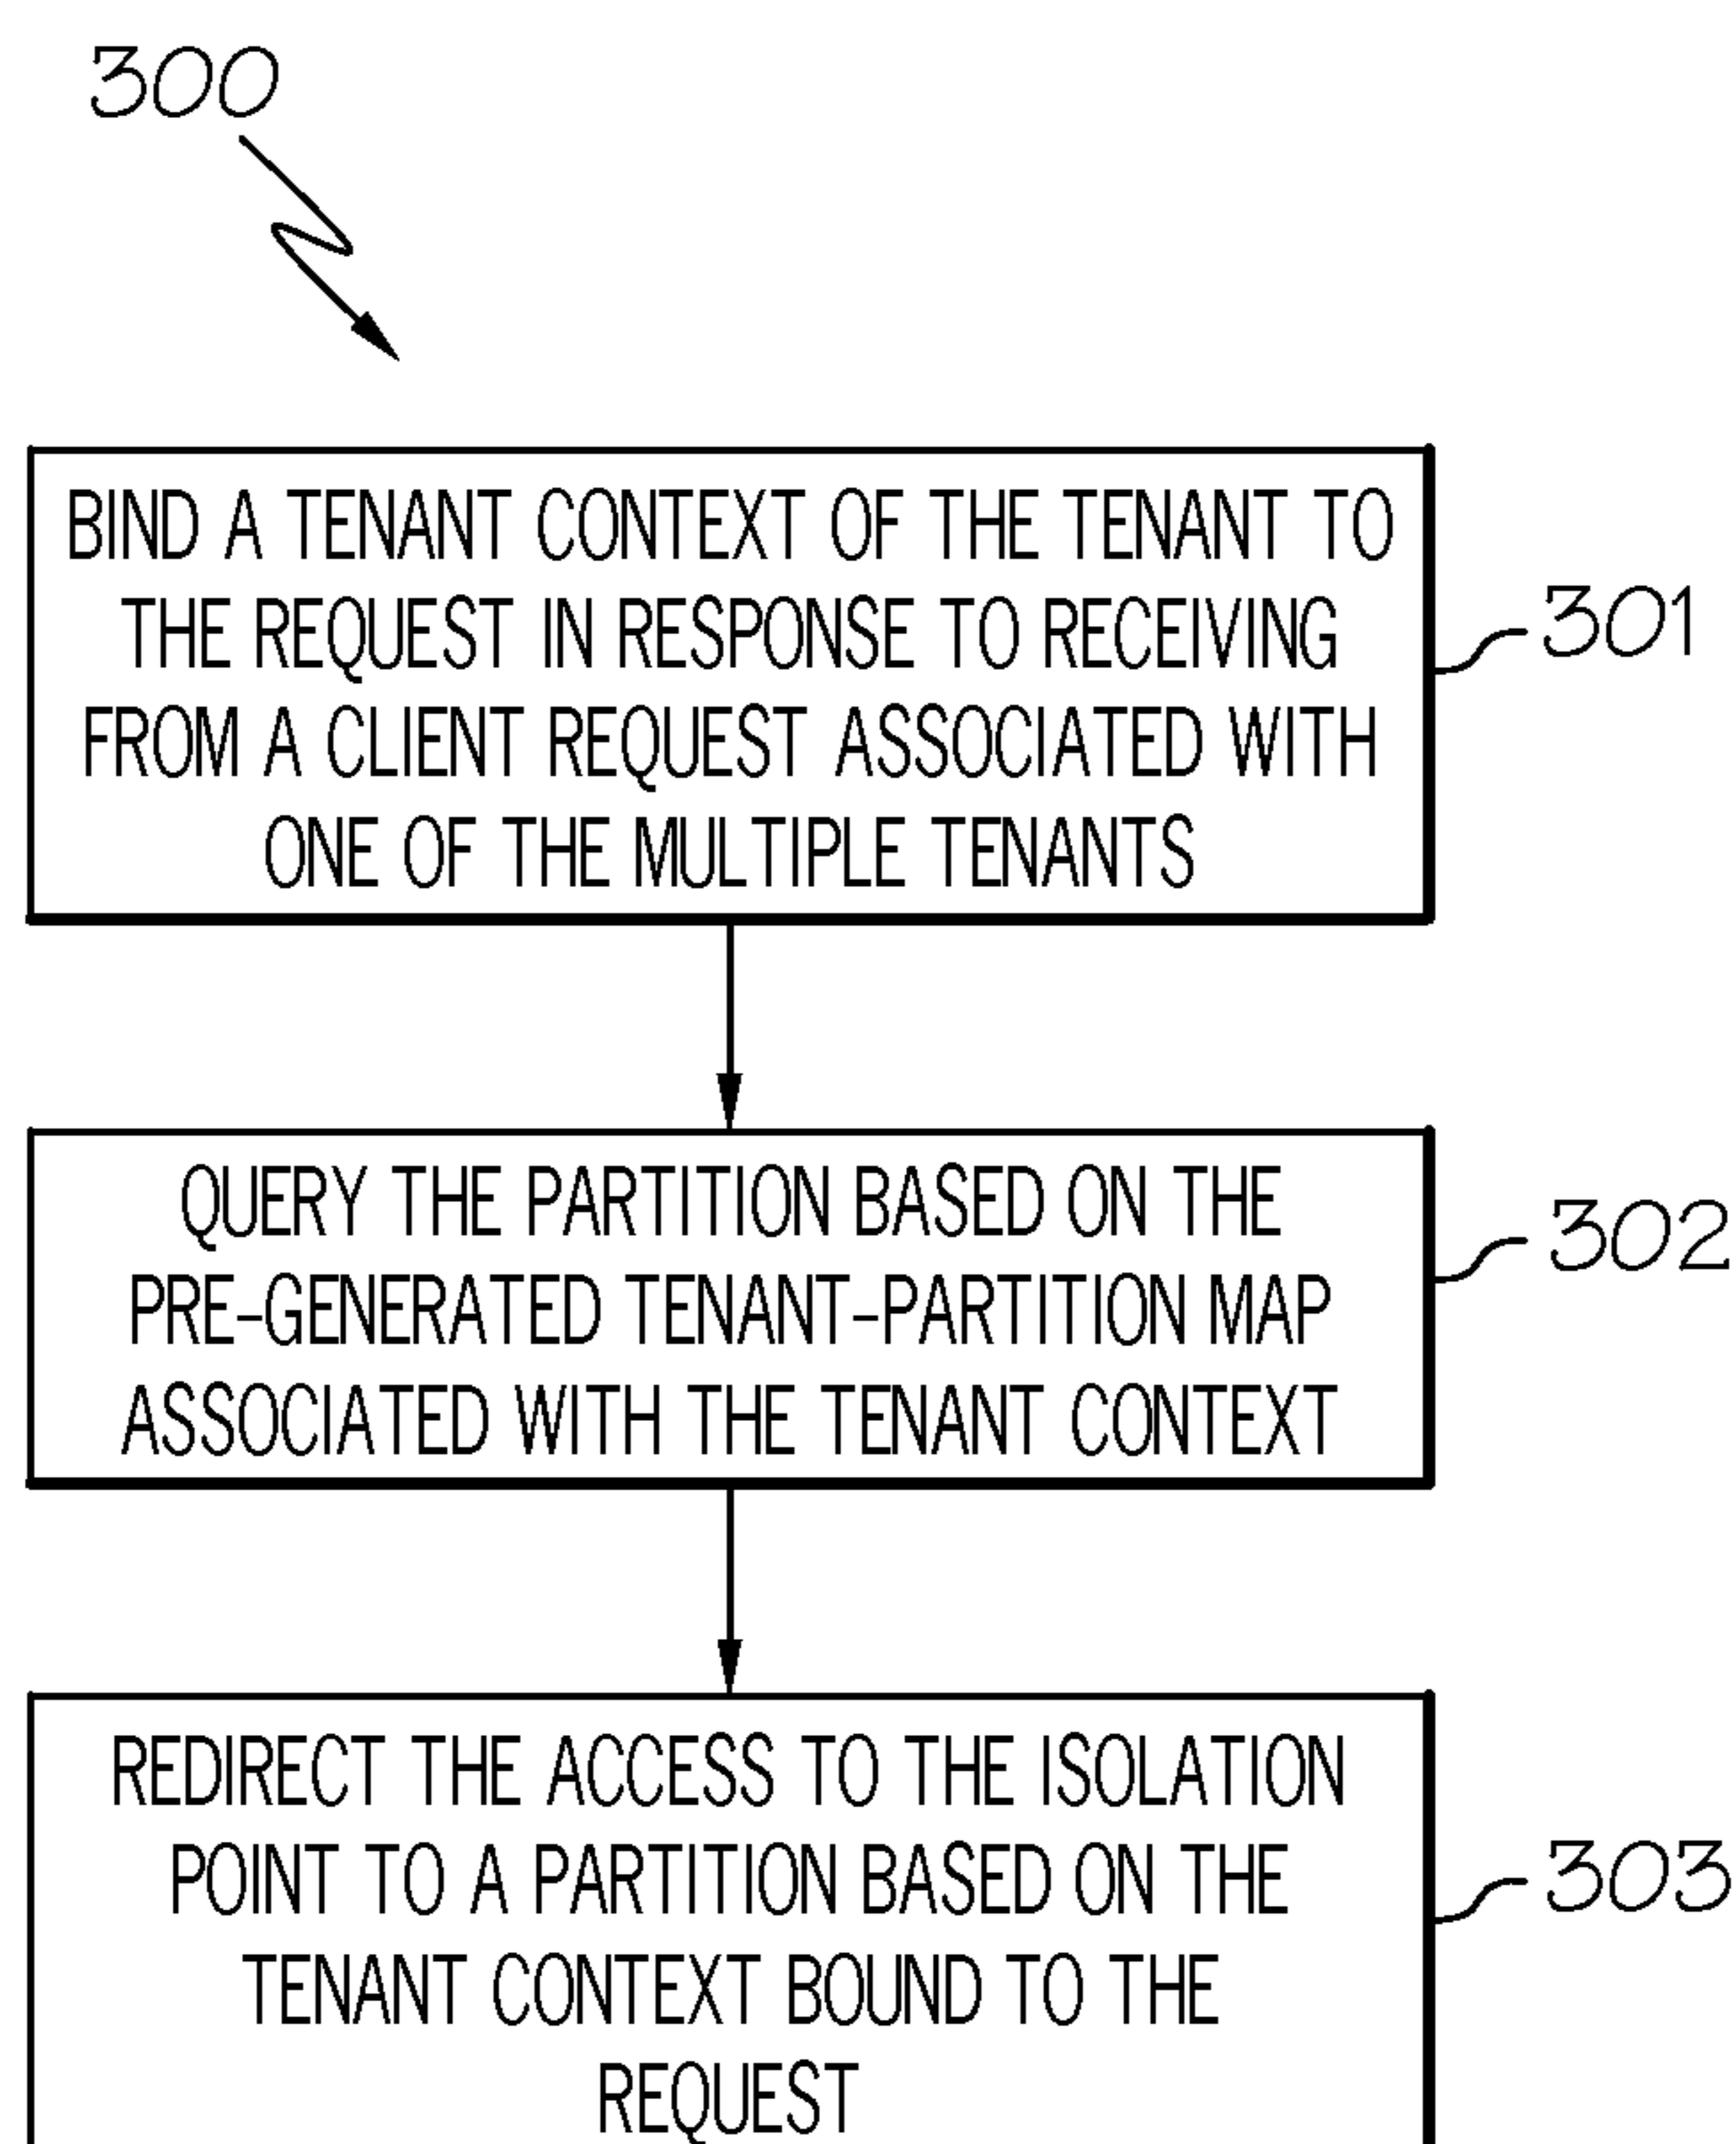 300
BIND A TENANT CONTEXT OF THE TENANT TO
THE REQUEST IN RESPONSE TO RECEIVING
FROM A CLIENT REQUEST ASSOCIATED WITH
ONE OF THE MULTIPLE TENANTS
301
QUERY THE PARTITION BASED ON THE
PRE-GENERATED TENANT-PARTITION MAP
ASSOCIATED WITH THE TENANT CONTEXT
302
REDIRECT THE ACCESS TO THE ISOLATION
POINT TO A PARTITION BASED ON THE
TENANT CONTEXT BOUND TO THE
REQUEST
303